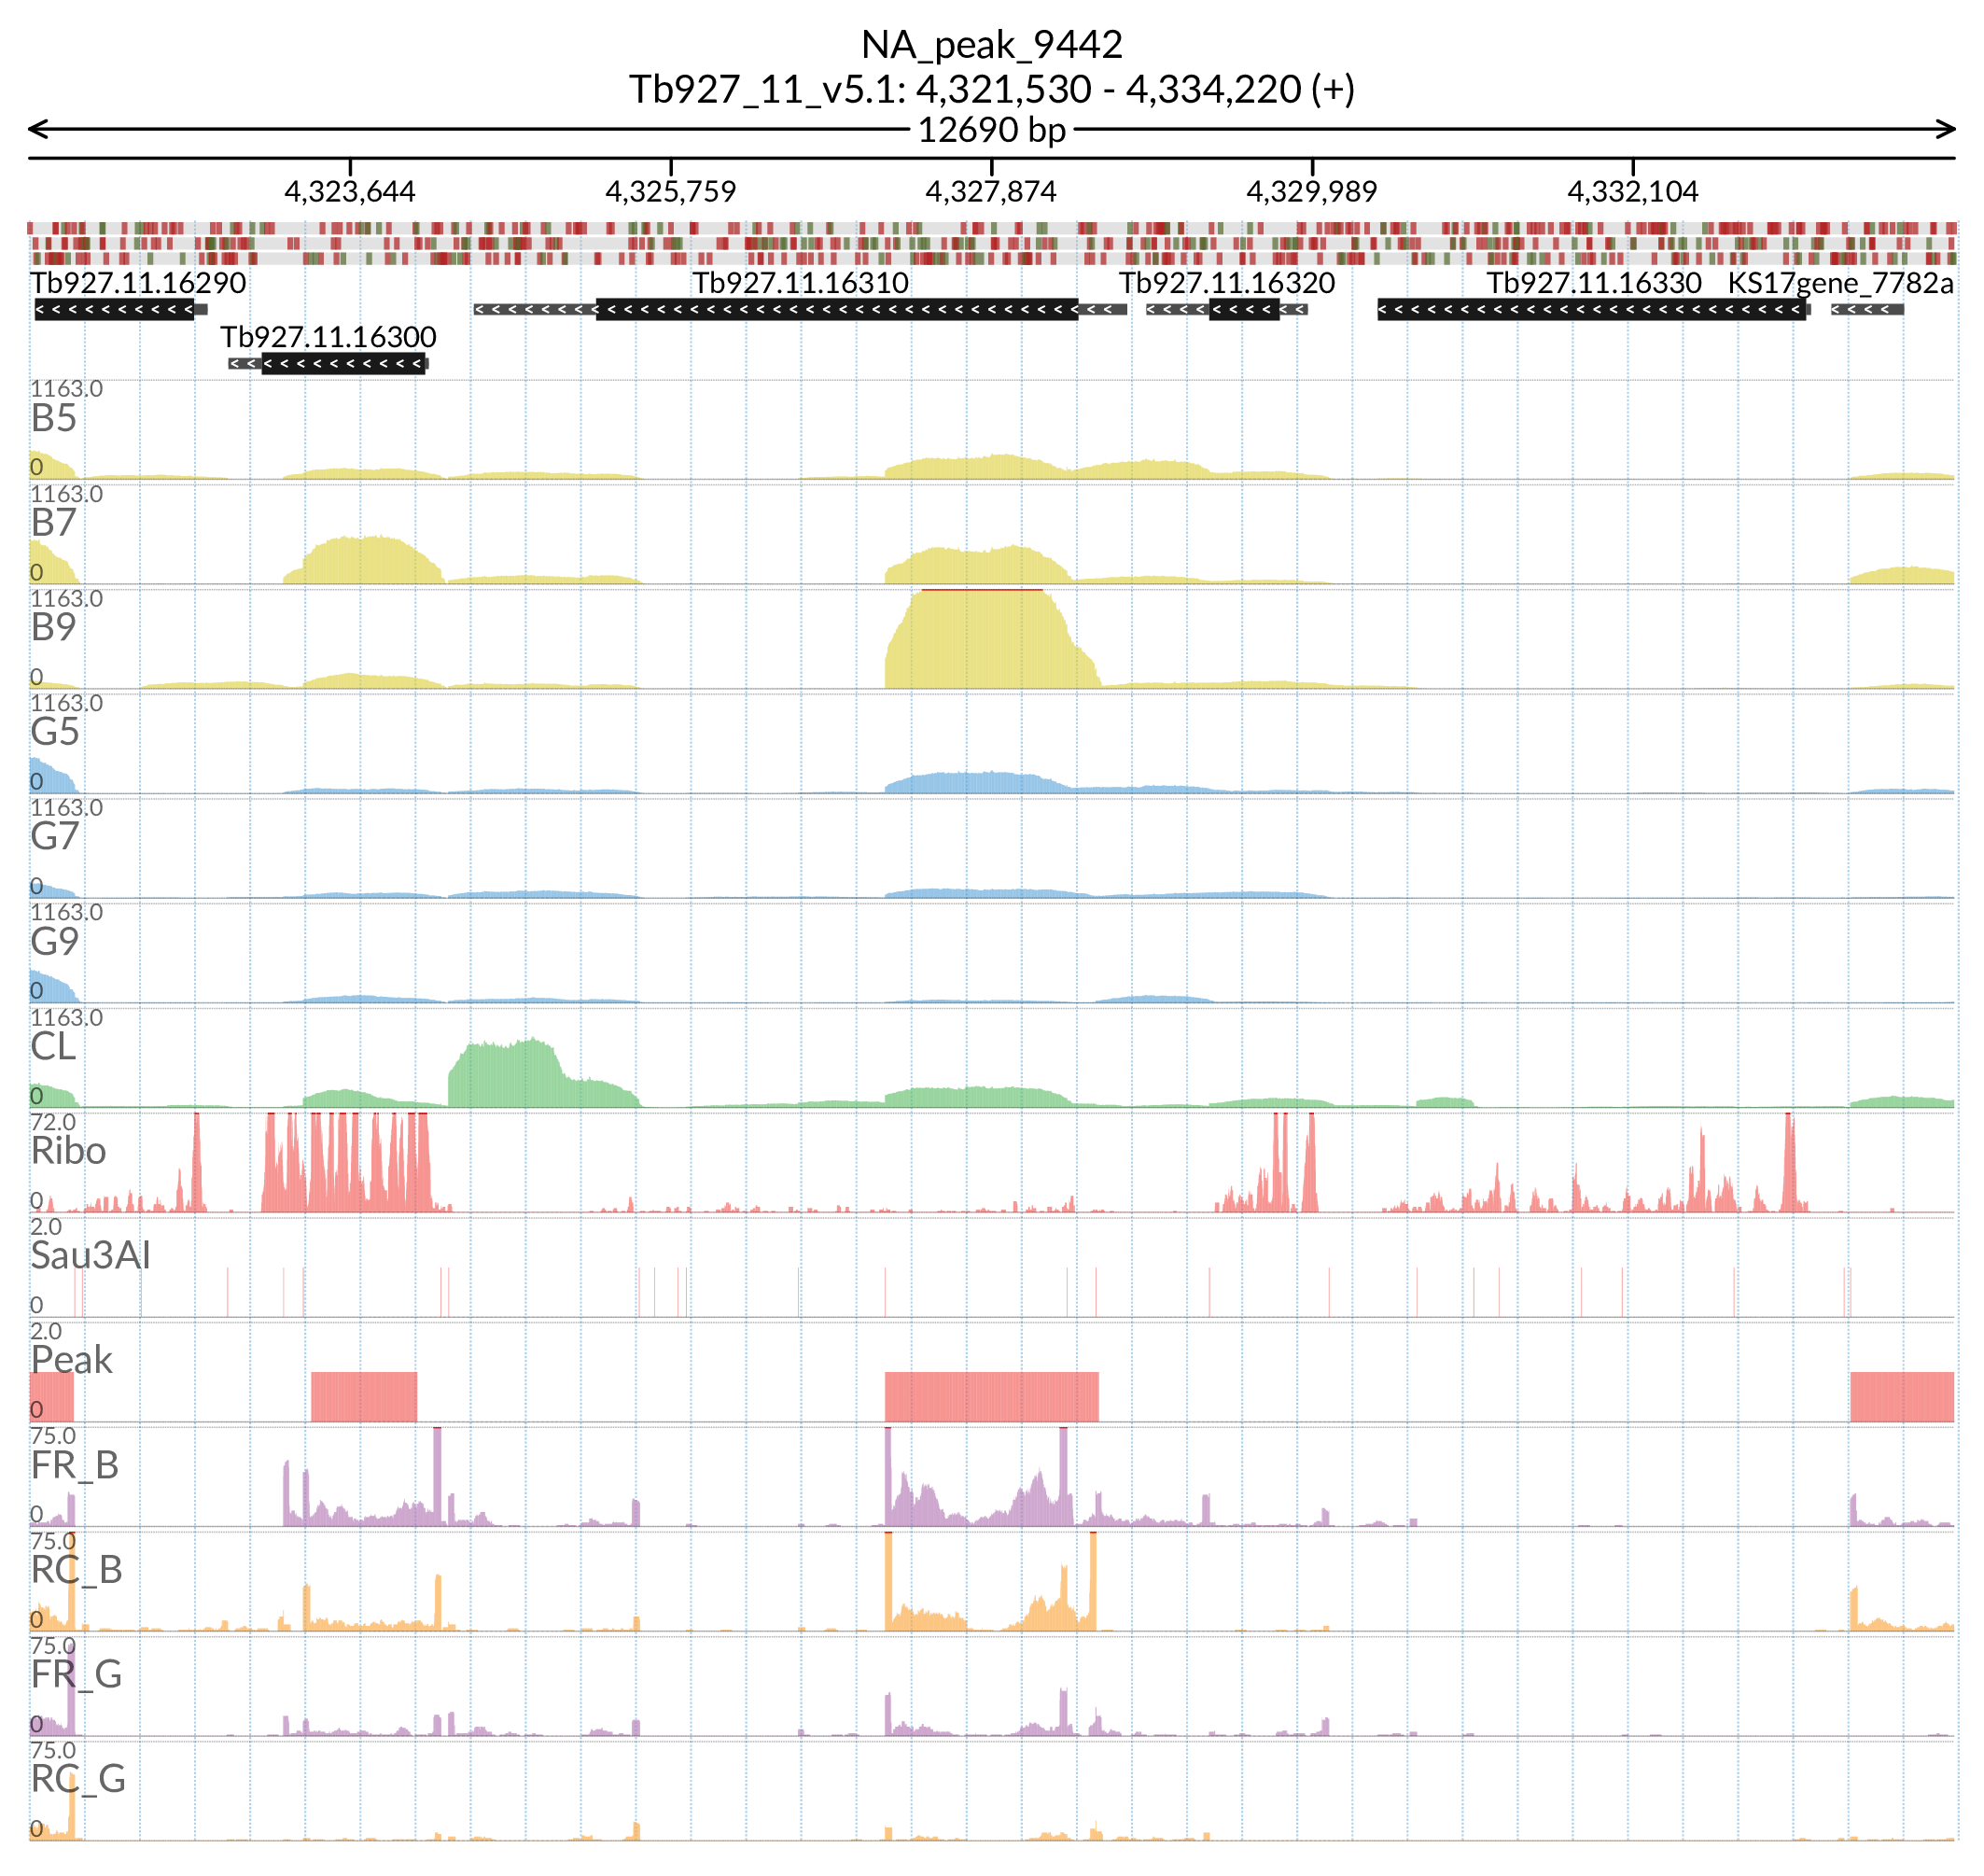 NA_peak_9442
Tb927_11_v5.1: 4,321,530 - 4,334,220 (+)
12690 bp
4,323,644 4,325,759 4,327,874 4,329,989 4,332,104
Tb927.11.16290 Tb927.11.16310 Tb927.11.16320 Tb927.11.16330 KS17gene_7782a
Tb927.11.16300
1163.0
B5
0
1163.0
B7
0
1163.0
B9
0
1163.0
G5
0
1163.0
G7
0
1163.0
G9
0
1163.0
CL
0
72.0
Ribo
0
2.0
Sau3AI
0
2.0
Peak
0
75.0
FR_B
0
75.0
RC_B
0
75.0
FR_G
0
75.0
RC_G
0